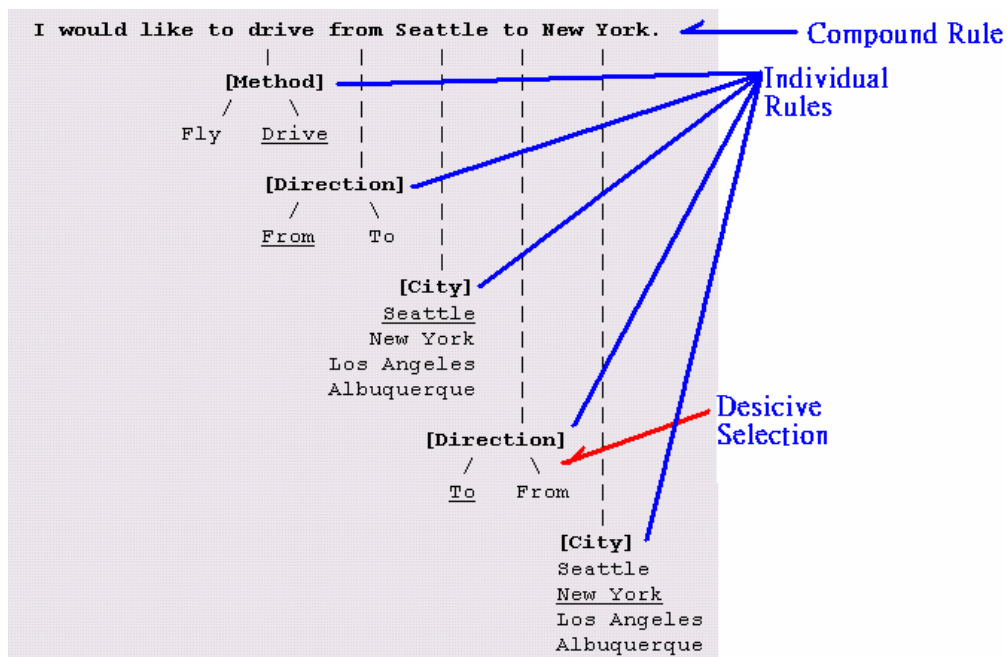 I would like to drive from Seattle to New York.
Compound Rule
[Method]
Individual
Rules
Fly Drive
[Direction]
From To
[City]
Seattle
New York
Los Angeles
Albuquerque
Desicive
Selection
[Direction]
To From
[City]
Seattle
New York
Los Angeles
Albuquerque